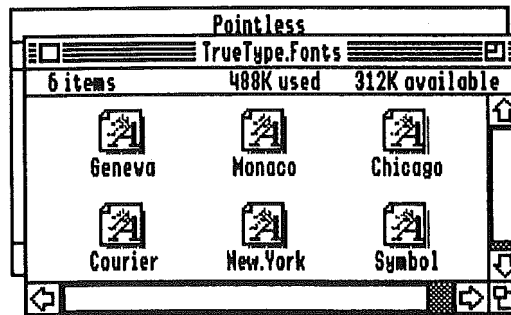 Pointless
TrueType.Fonts
6 items 488K used 312K available
Geneva Monaco Chicago
Courier New.York Symbol